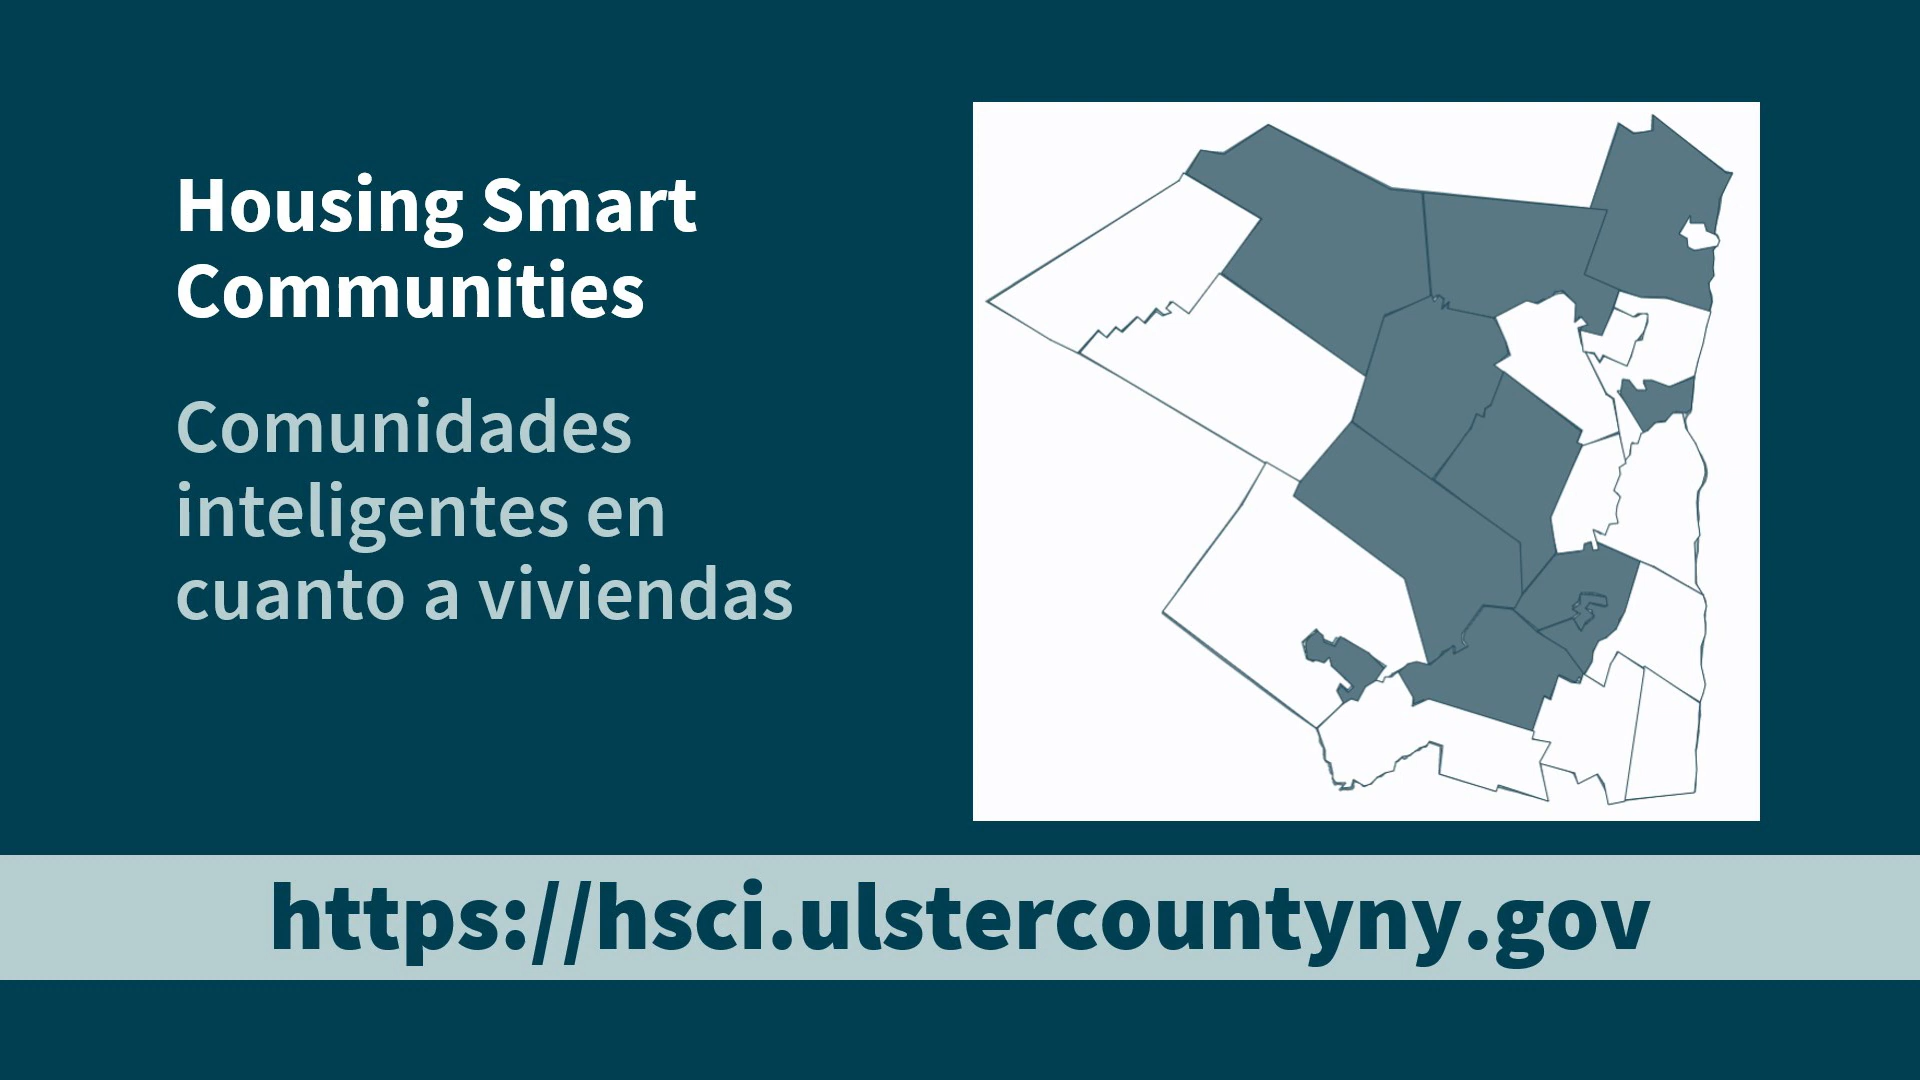 Housing Smart
Communities
Comunidades
inteligentes en
cuanto a viviendas
https://hsci.ulstercountyny.gov